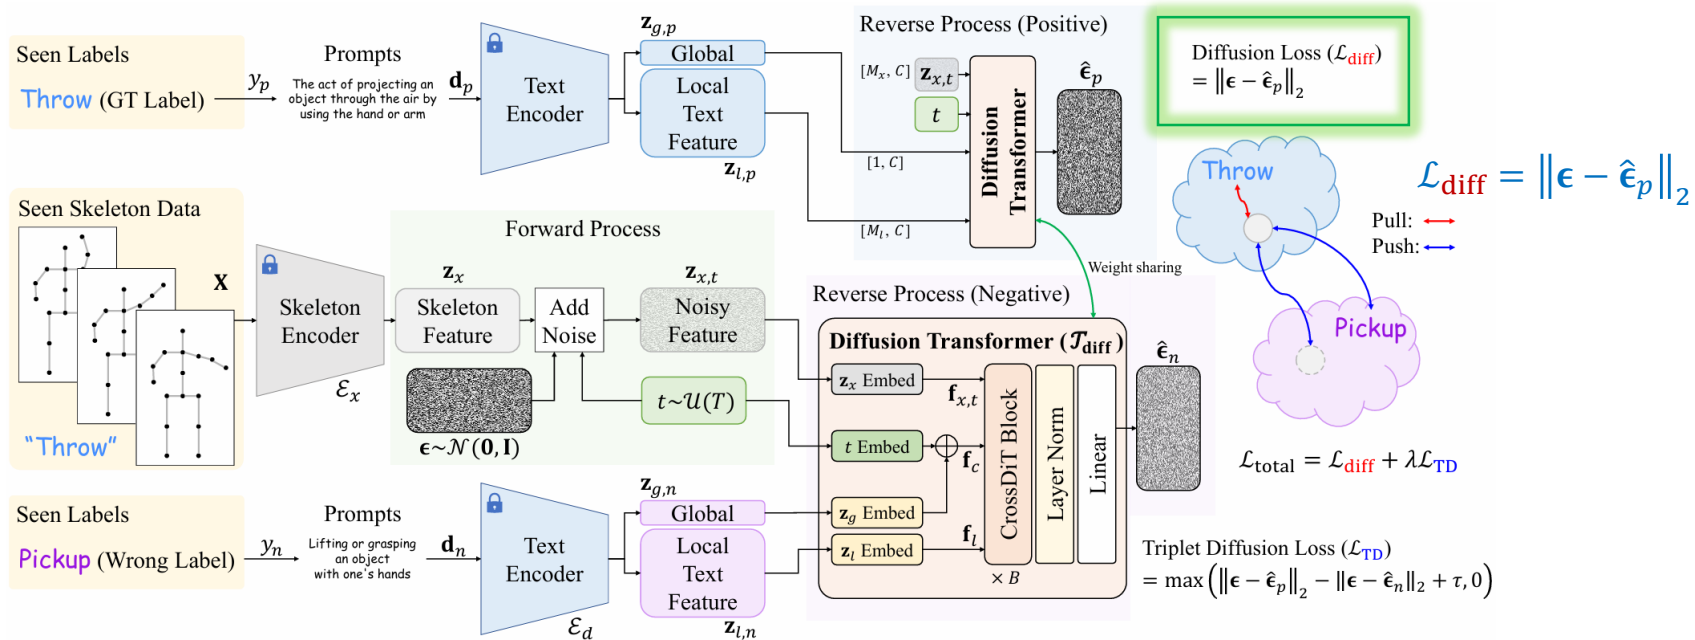 Seen Labels
Throw (GT Label)
y_p
Prompts
The act of projecting an
object through the air by
using the hand or arm
d_p
Text
Encoder
z_{g,p}
Global
Local
Text
Feature
z_{l,p}
Reverse Process (Positive)
[M_x, C]
z_{x,t}
t
[1, C]
[M_l, C]
Diffusion
Transformer
ε̂_p
Diffusion Loss (ℒ_diff)
= ‖ϵ − ϵ̂_p‖_2
Throw
ℒ_diff = ‖ϵ − ϵ̂_p‖_2
Pull:
Push:
Pickup
Seen Skeleton Data
X
"Throw"
Skeleton
Encoder
ℰ_x
Forward Process
z_x
Skeleton
Feature
Add
Noise
z_{x,t}
Noisy
Feature
ϵ~𝒩(0, I)
t~𝒰(T)
Weight sharing
Reverse Process (Negative)
Diffusion Transformer (𝒯_diff)
z_x Embed
f_{x,t}
t Embed
f_c
z_g Embed
z_l Embed
f_l
CrossDiT Block
× B
Layer Norm
Linear
ϵ̂_n
ℒ_total = ℒ_diff + λℒ_TD
Seen Labels
Pickup (Wrong Label)
y_n
Prompts
Lifting or grasping
an object
with one's hands
d_n
Text
Encoder
ℰ_d
z_{g,n}
Global
Local
Text
Feature
z_{l,n}
Triplet Diffusion Loss (ℒ_TD)
= max(‖ϵ − ϵ̂_p‖_2 − ‖ϵ − ϵ̂_n‖_2 + τ, 0)